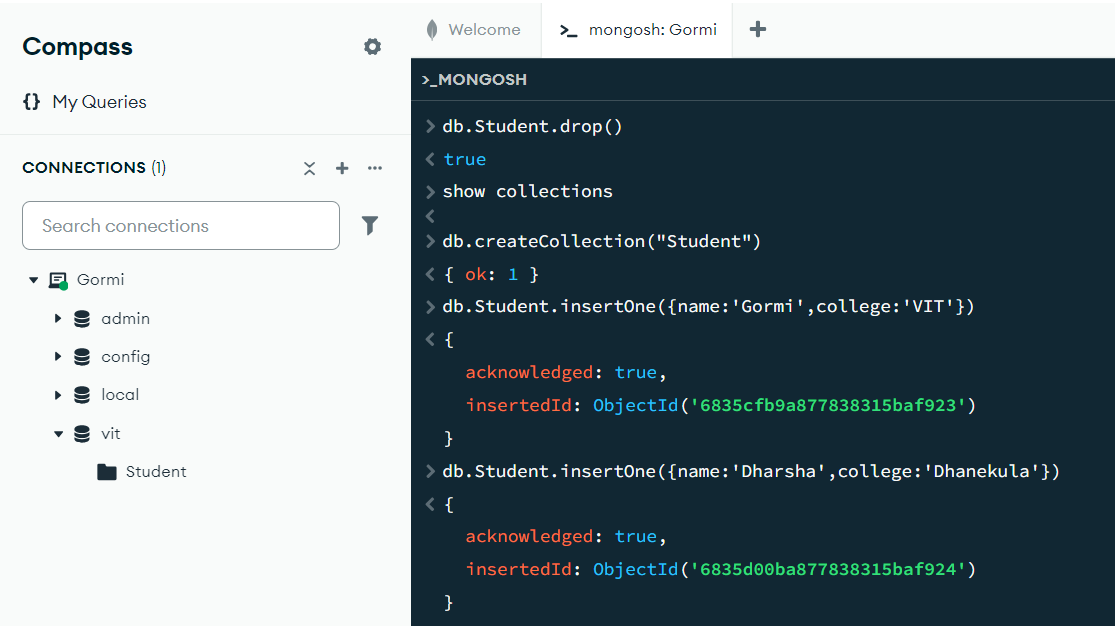 Compass
{} My Queries
CONNECTIONS (1)
Search connections
Gormi
admin
config
local
vit
Student
Welcome
>_ mongosh: Gormi
>_MONGOSH
> db.Student.drop()
< true
> show collections
<
> db.createCollection("Student")
< { ok: 1 }
> db.Student.insertOne({name:'Gormi',college:'VIT'})
< {
acknowledged: true,
insertedId: ObjectId('6835cfb9a877838315baf923')
}
> db.Student.insertOne({name:'Dharsha',college:'Dhanekula'})
< {
acknowledged: true,
insertedId: ObjectId('6835d00ba877838315baf924')
}